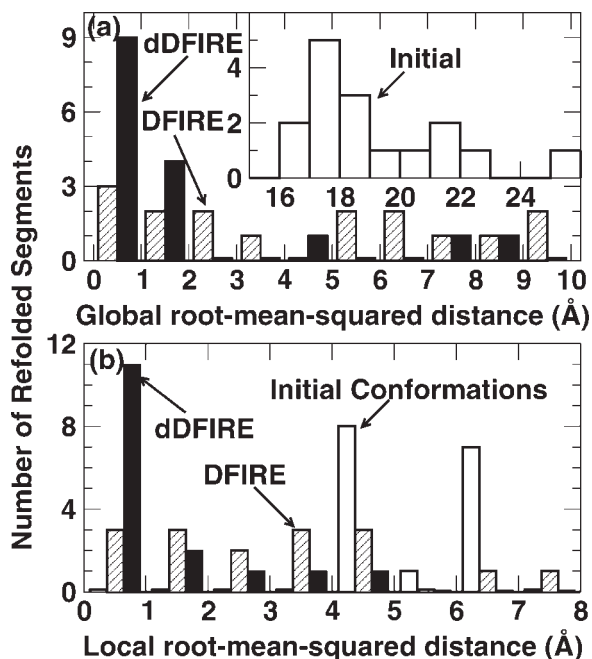 (a)
dDFIRE
DFIRE
Initial
9
6
3
0
4
2
0
16 18 20 22 24
0 1 2 3 4 5 6 7 8 9 10
Global root-mean-squared distance (Å)
Number of Refolded Segments
(b)
Initial Conformations
dDFIRE
DFIRE
12
8
4
0
0 1 2 3 4 5 6 7 8
Local root-mean-squared distance (Å)